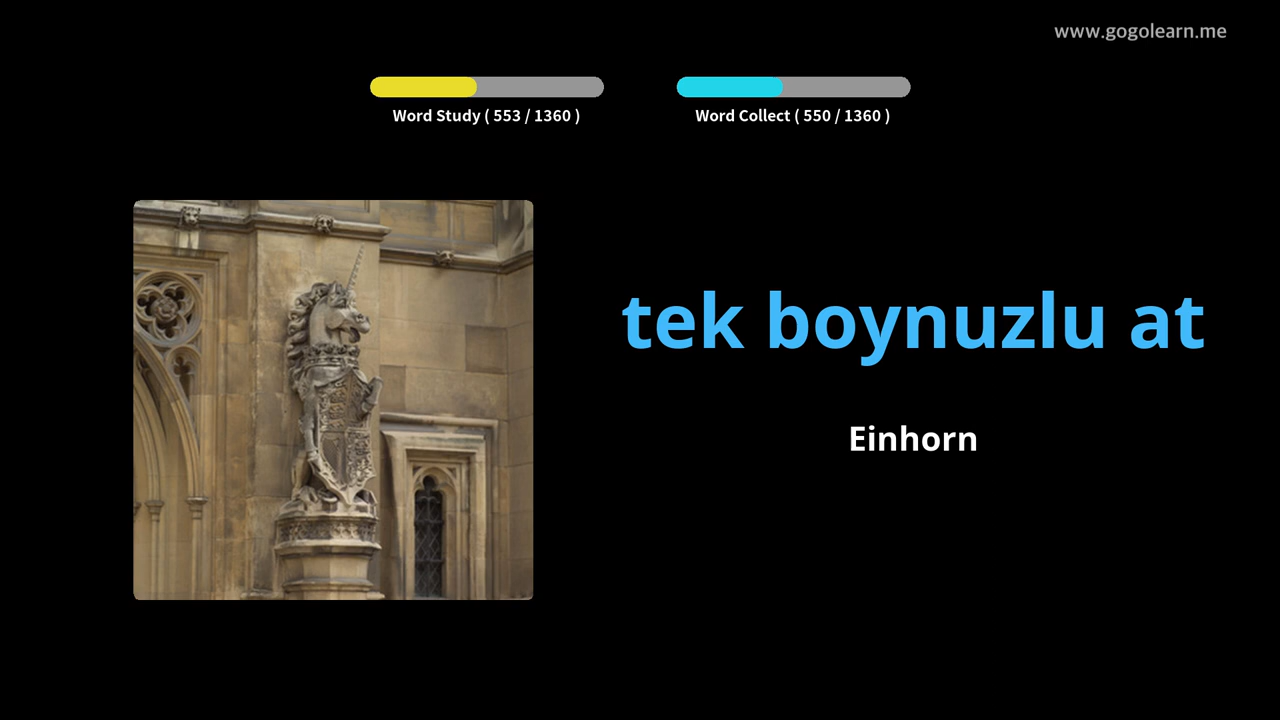 www.gogolearn.me
Word Study ( 553 / 1360 )
Word Collect ( 550 / 1360 )
tek boynuzlu at
Einhorn